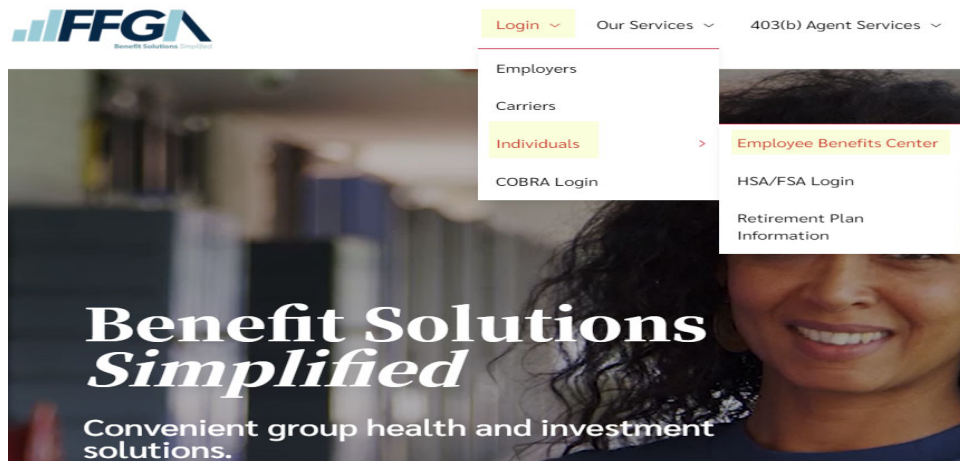 FFGA
Benefit Solutions Simplified
Login
Our Services
403(b) Agent Services
Employers
Carriers
Individuals >
COBRA Login
Employee Benefits Center
HSA/FSA Login
Retirement Plan
Information
Benefit Solutions
Simplified
Convenient group health and investment
solutions.